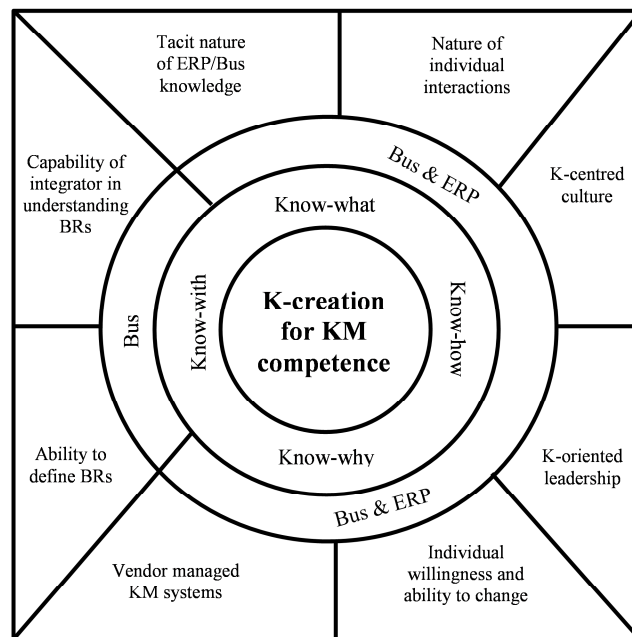 Tacit nature
of ERP/Bus
knowledge
Nature of
individual
interactions
Capability of
integrator in
understanding
BRs
Bus & ERP
K-centred
culture
Know-what
Bus
Know-with
K-creation
for KM
competence
Know-how
Know-why
Ability to
define BRs
K-oriented
leadership
Bus & ERP
Vendor managed
KM systems
Individual
willingness and
ability to change